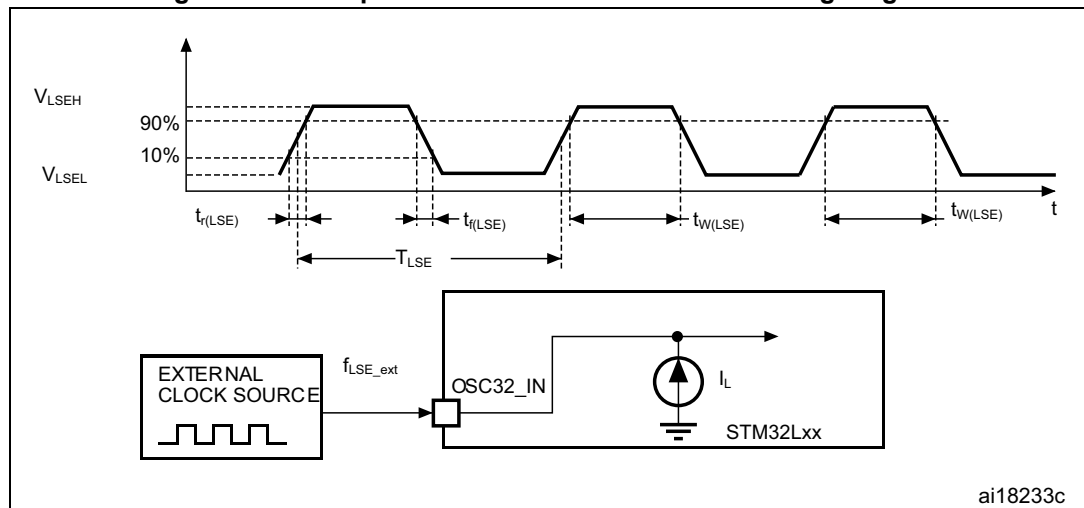 V_LSEH
90%
10%
V_LSEL
t_r(LSE)
t_f(LSE)
t_W(LSE)
t_W(LSE)
t
T_LSE
EXTERNAL
CLOCK SOURCE
f_LSE_ext
OSC32_IN
I_L
STM32Lxx
ai18233c